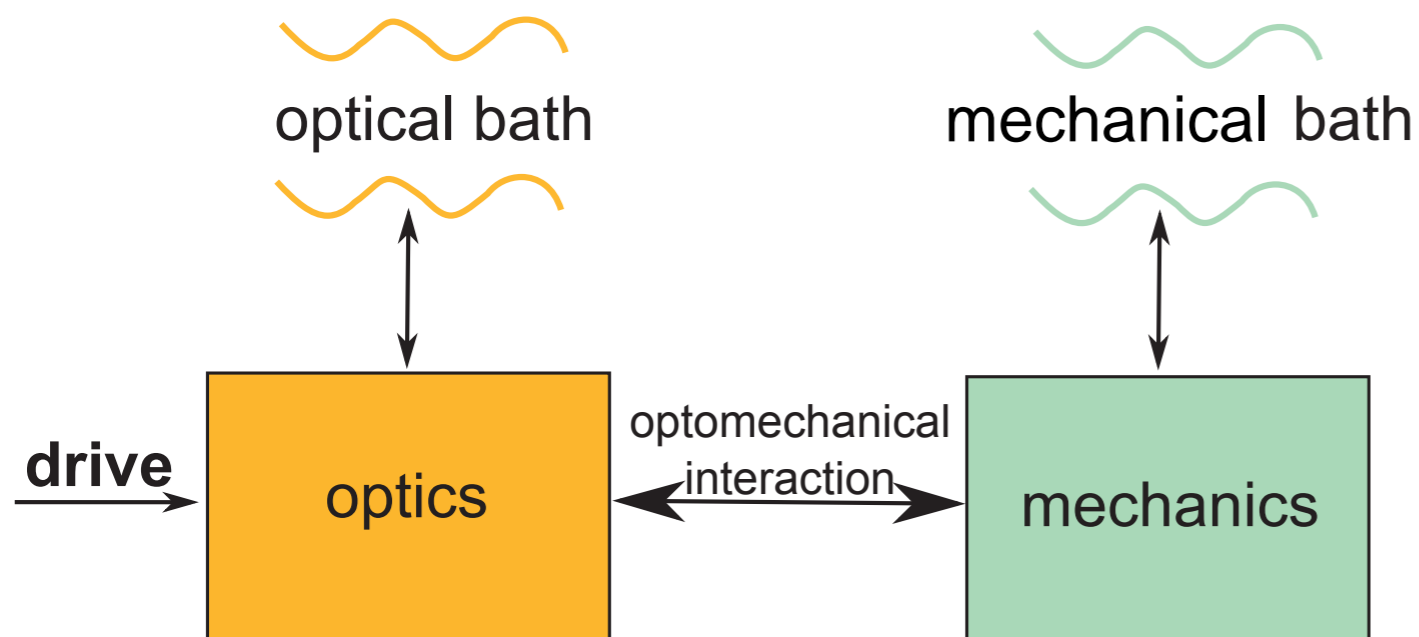 optical bath
mechanical bath
drive
optics
optomechanical
interaction
mechanics